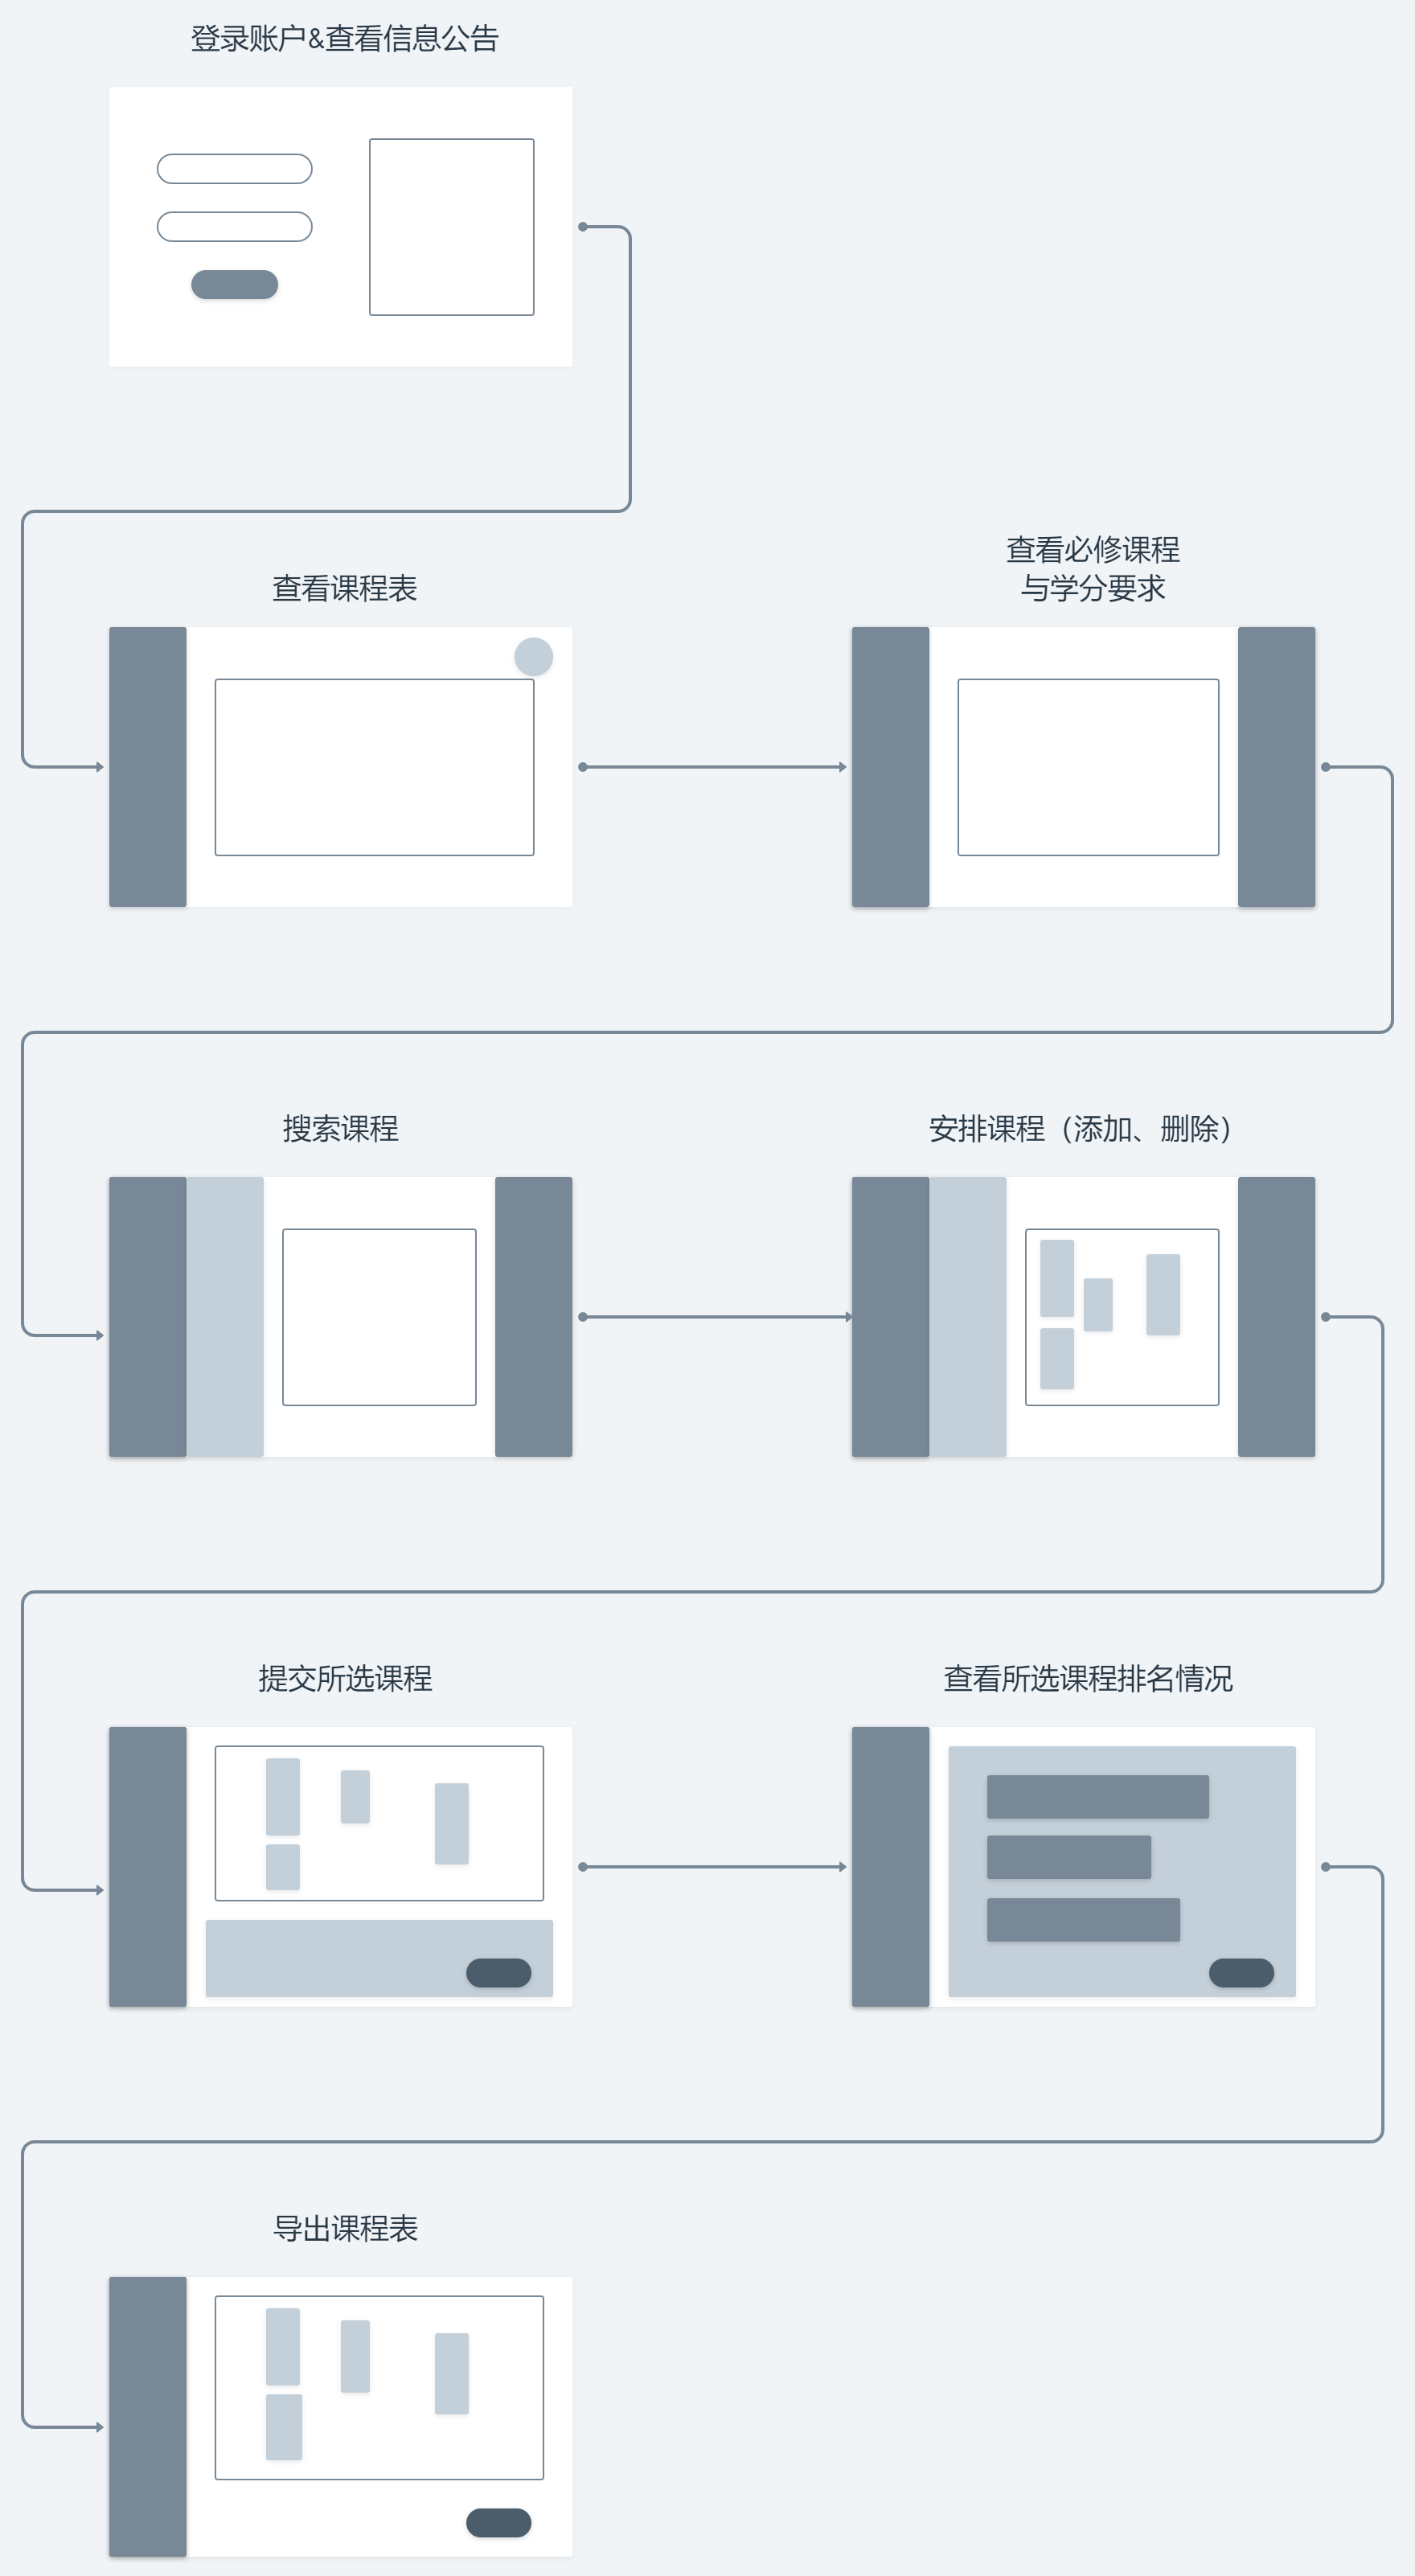 登录账户&查看信息公告
查看课程表
查看必修课程
与学分要求
搜索课程
安排课程（添加、删除）
提交所选课程
查看所选课程排名情况
导出课程表